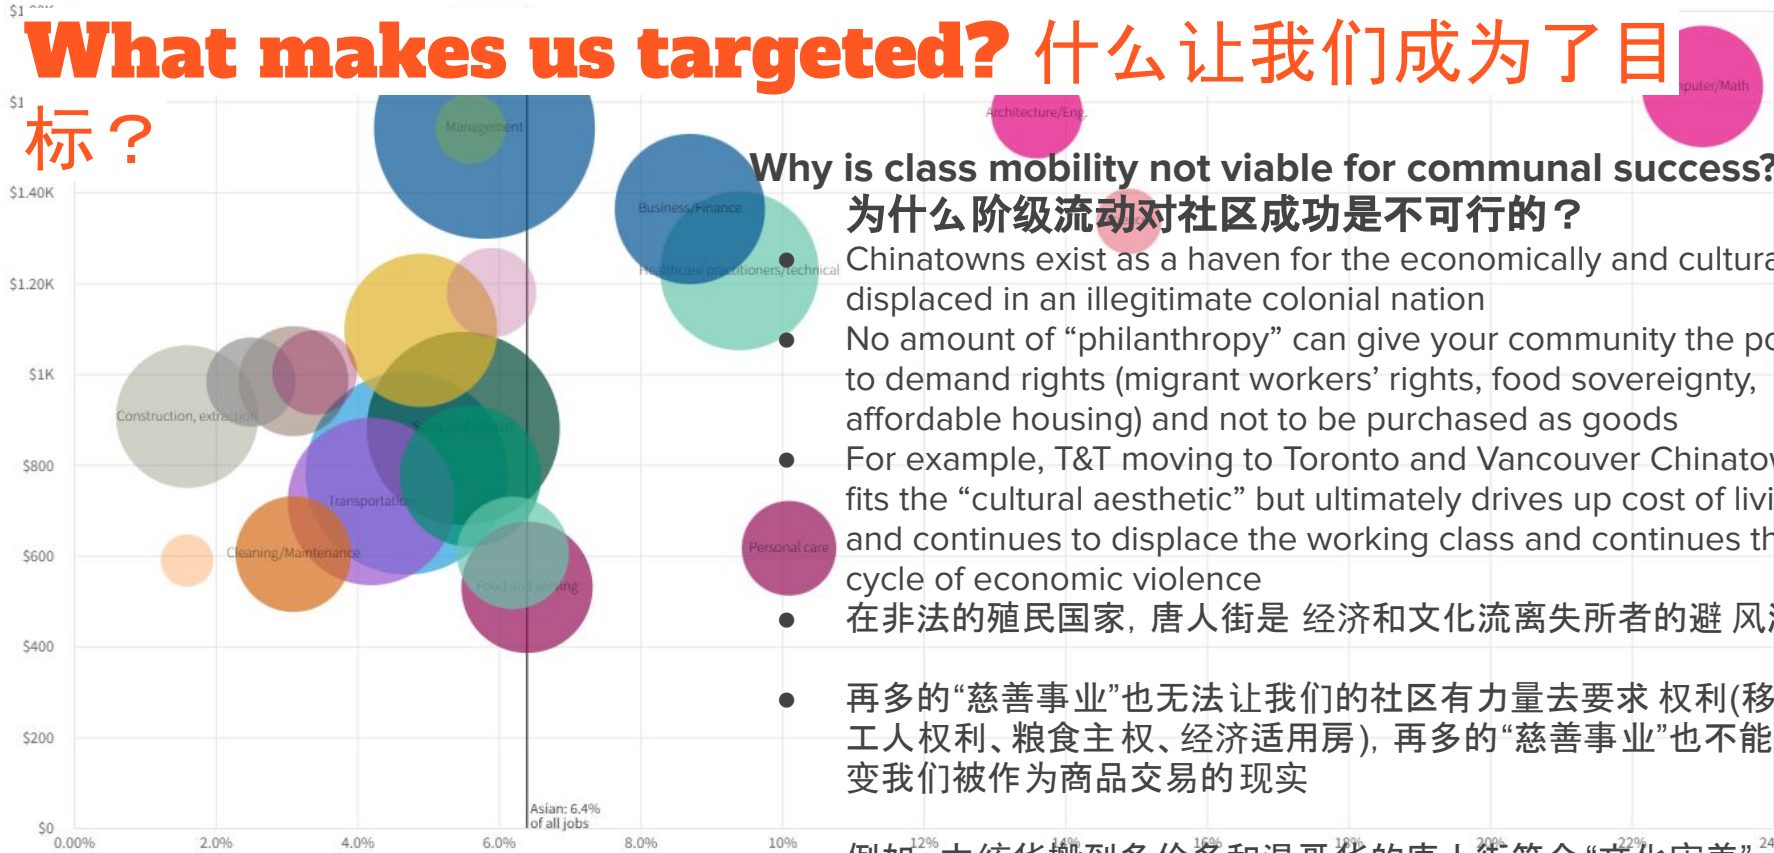 What makes us targeted? 什么让我们成为了目
标？
Why is class mobility not viable for communal success?
为什么阶级流动对社区成功是不可行的？
● Chinatowns exist as a haven for the economically and
displaced in an illegitimate colonial nation
● No amount of “philanthropy” can give your community the
to demand rights (migrant workers’ rights, food sovereignty,
affordable housing) and not to be purchased as goods
● For example, T&T moving to Toronto and Vancouver
fits the “cultural aesthetic” but ultimately drives up cost of
and continues to displace the working class and continues
cycle of economic violence
● 在非法的殖民国家，唐人街是 经济和文化流离失所者的避 风
● 再多的“慈善事业”也无法让我们的社区有力量去要求 权利(移
工人权利、粮食主权、经济适用房)，再多的“慈善事业”也不能
变我们被作为商品交易的现实
$1.40K
$1.20K
$1K
$800
$600
$400
$200
$0
Management
Architecture/Eng.
Business/Finance
Healthcare practitioners/technical
Construction, extraction
Transportation
Cleaning/Maintenance
Personal care
Food and serving
Asian: 6.4%
of all jobs
0.00% 2.0% 4.0% 6.0% 8.0% 10% 12% 14% 16% 18% 20% 22%